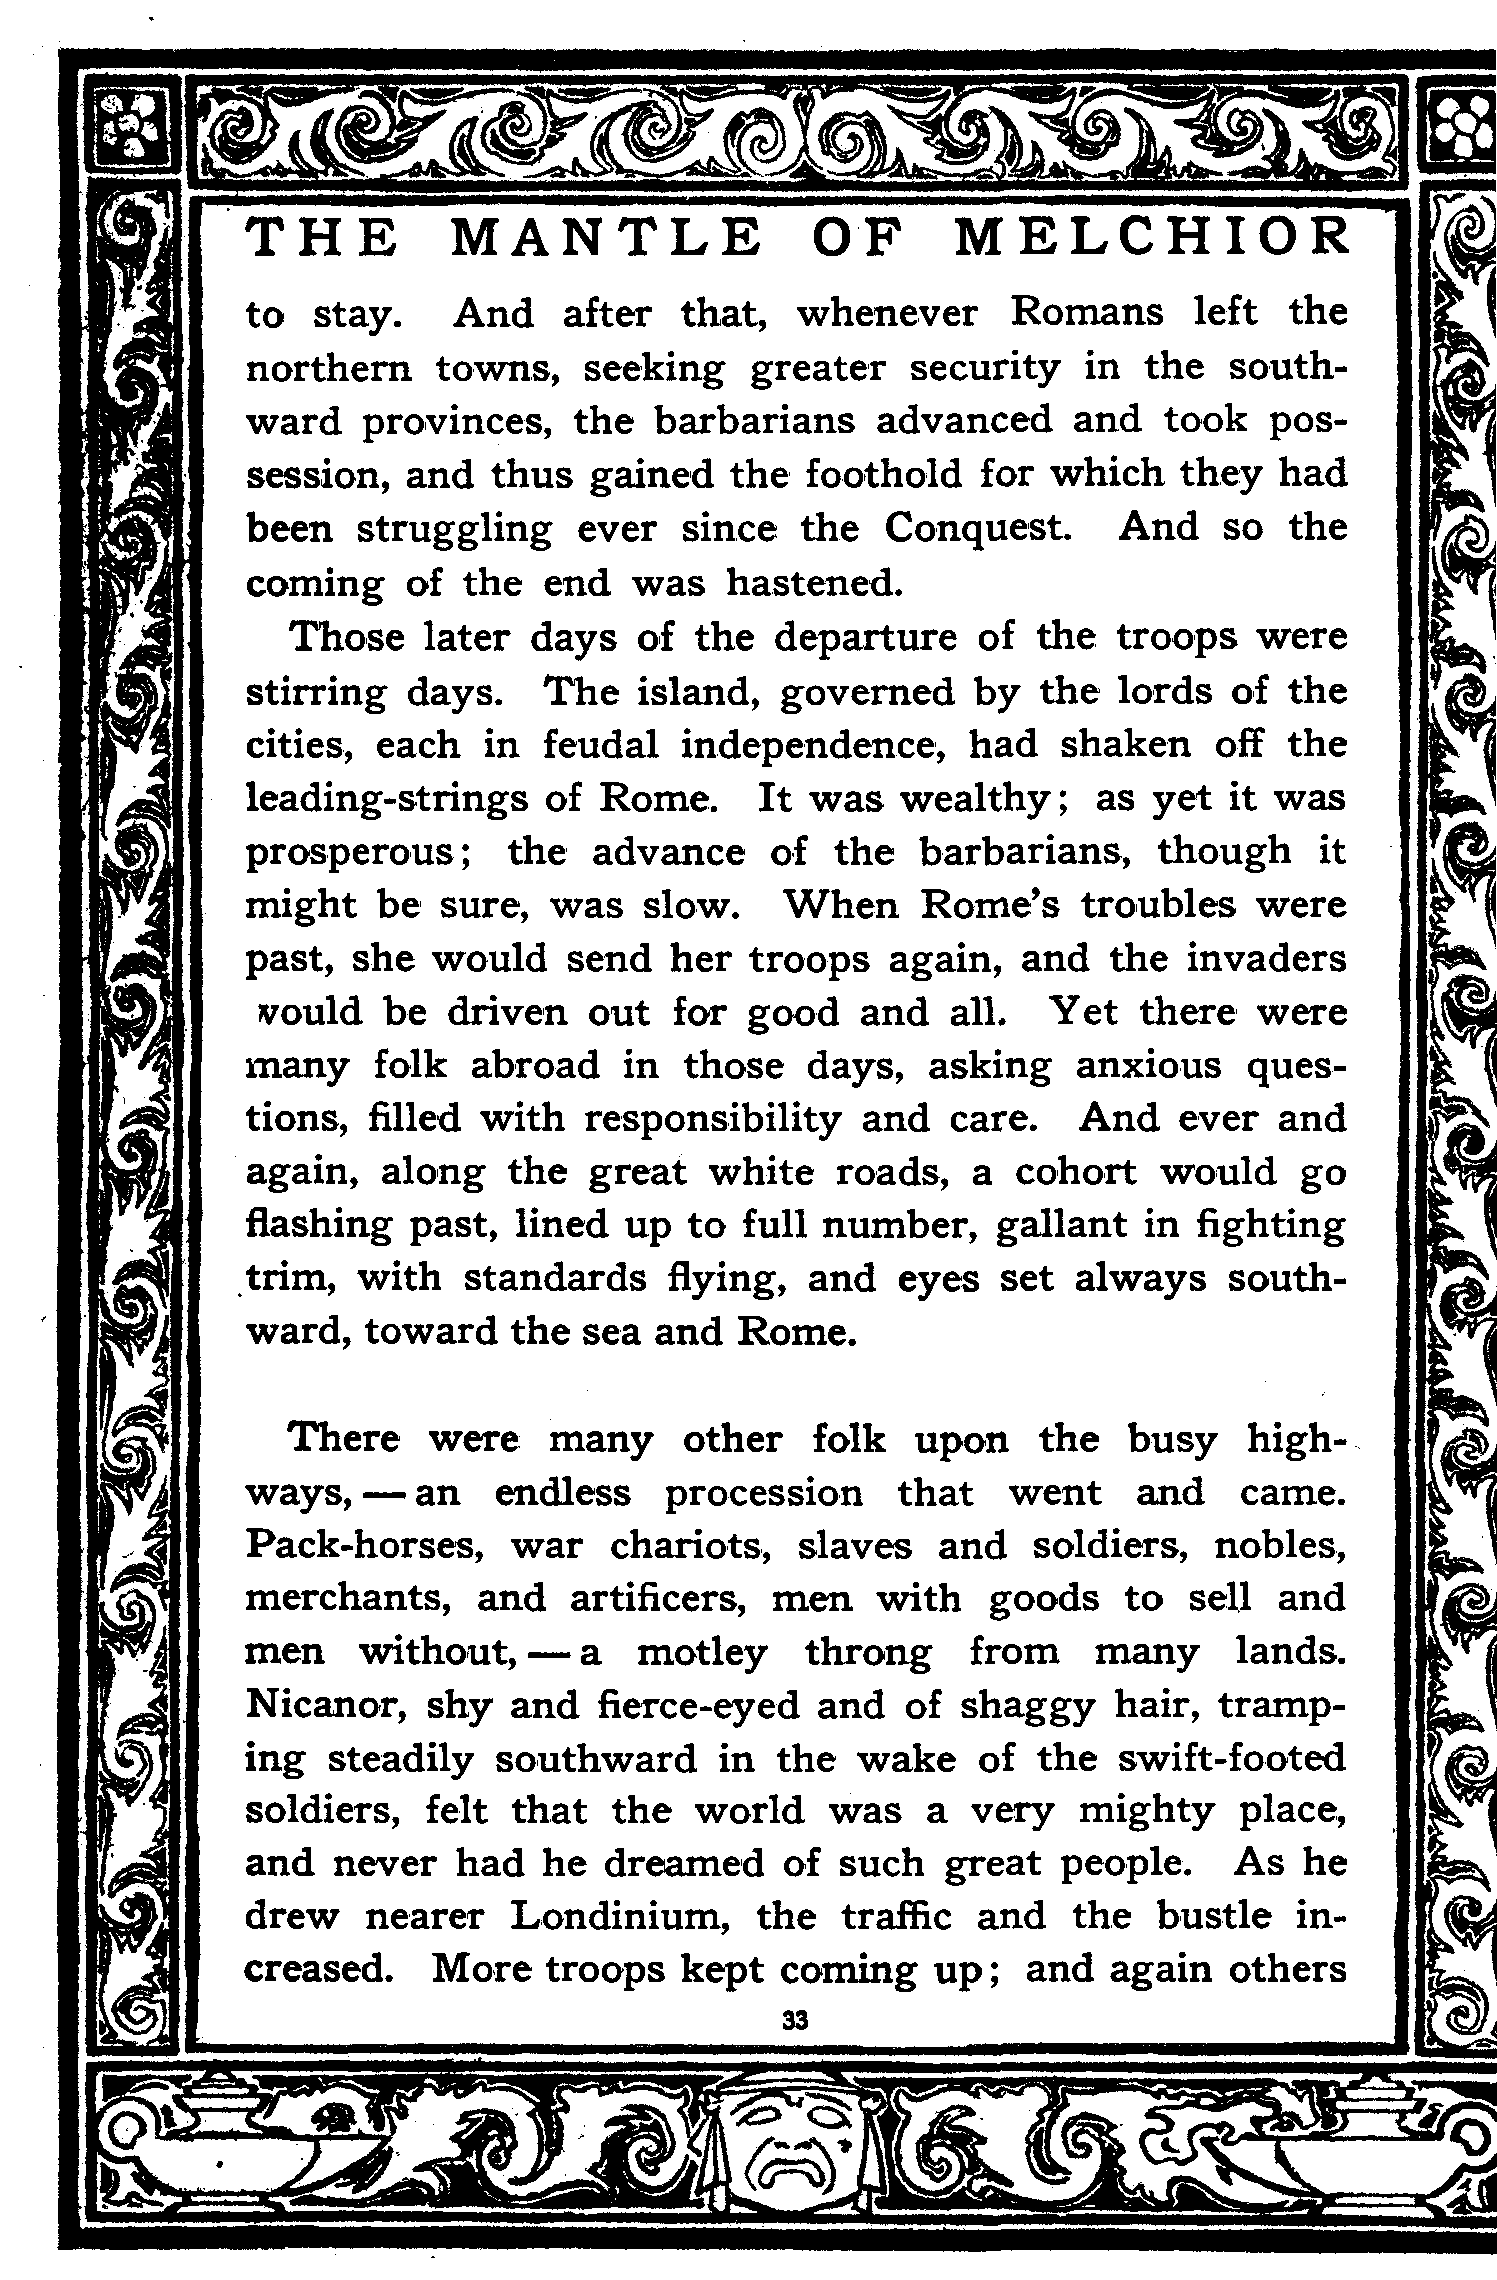 THE MANTLE OF MELCHIOR
to stay. And after that, whenever Romans left the
northern towns, seeking greater security in the south-
ward provinces, the barbarians advanced and took pos-
session, and thus gained the foothold for which they had
been struggling ever since the Conquest. And so the
coming of the end was hastened.
Those later days of the departure of the troops were
stirring days. The island, governed by the lords of the
cities, each in feudal independence, had shaken off the
leading-strings of Rome. It was wealthy; as yet it was
prosperous; the advance of the barbarians, though it
might be sure, was slow. When Rome's troubles were
past, she would send her troops again, and the invaders
would be driven out for good and all. Yet there were
many folk abroad in those days, asking anxious ques-
tions, filled with responsibility and care. And ever and
again, along the great white roads, a cohort would go
flashing past, lined up to full number, gallant in fighting
trim, with standards flying, and eyes set always south-
ward, toward the sea and Rome.
There were many other folk upon the busy high-
ways, — an endless procession that went and came.
Pack-horses, war chariots, slaves and soldiers, nobles,
merchants, and artificers, men with goods to sell and
men without, — a motley throng from many lands.
Nicanor, shy and fierce-eyed and of shaggy hair, tramp-
ing steadily southward in the wake of the swift-footed
soldiers, felt that the world was a very mighty place,
and never had he dreamed of such great people. As he
drew nearer Londinium, the traffic and the bustle in-
creased. More troops kept coming up; and again others
33